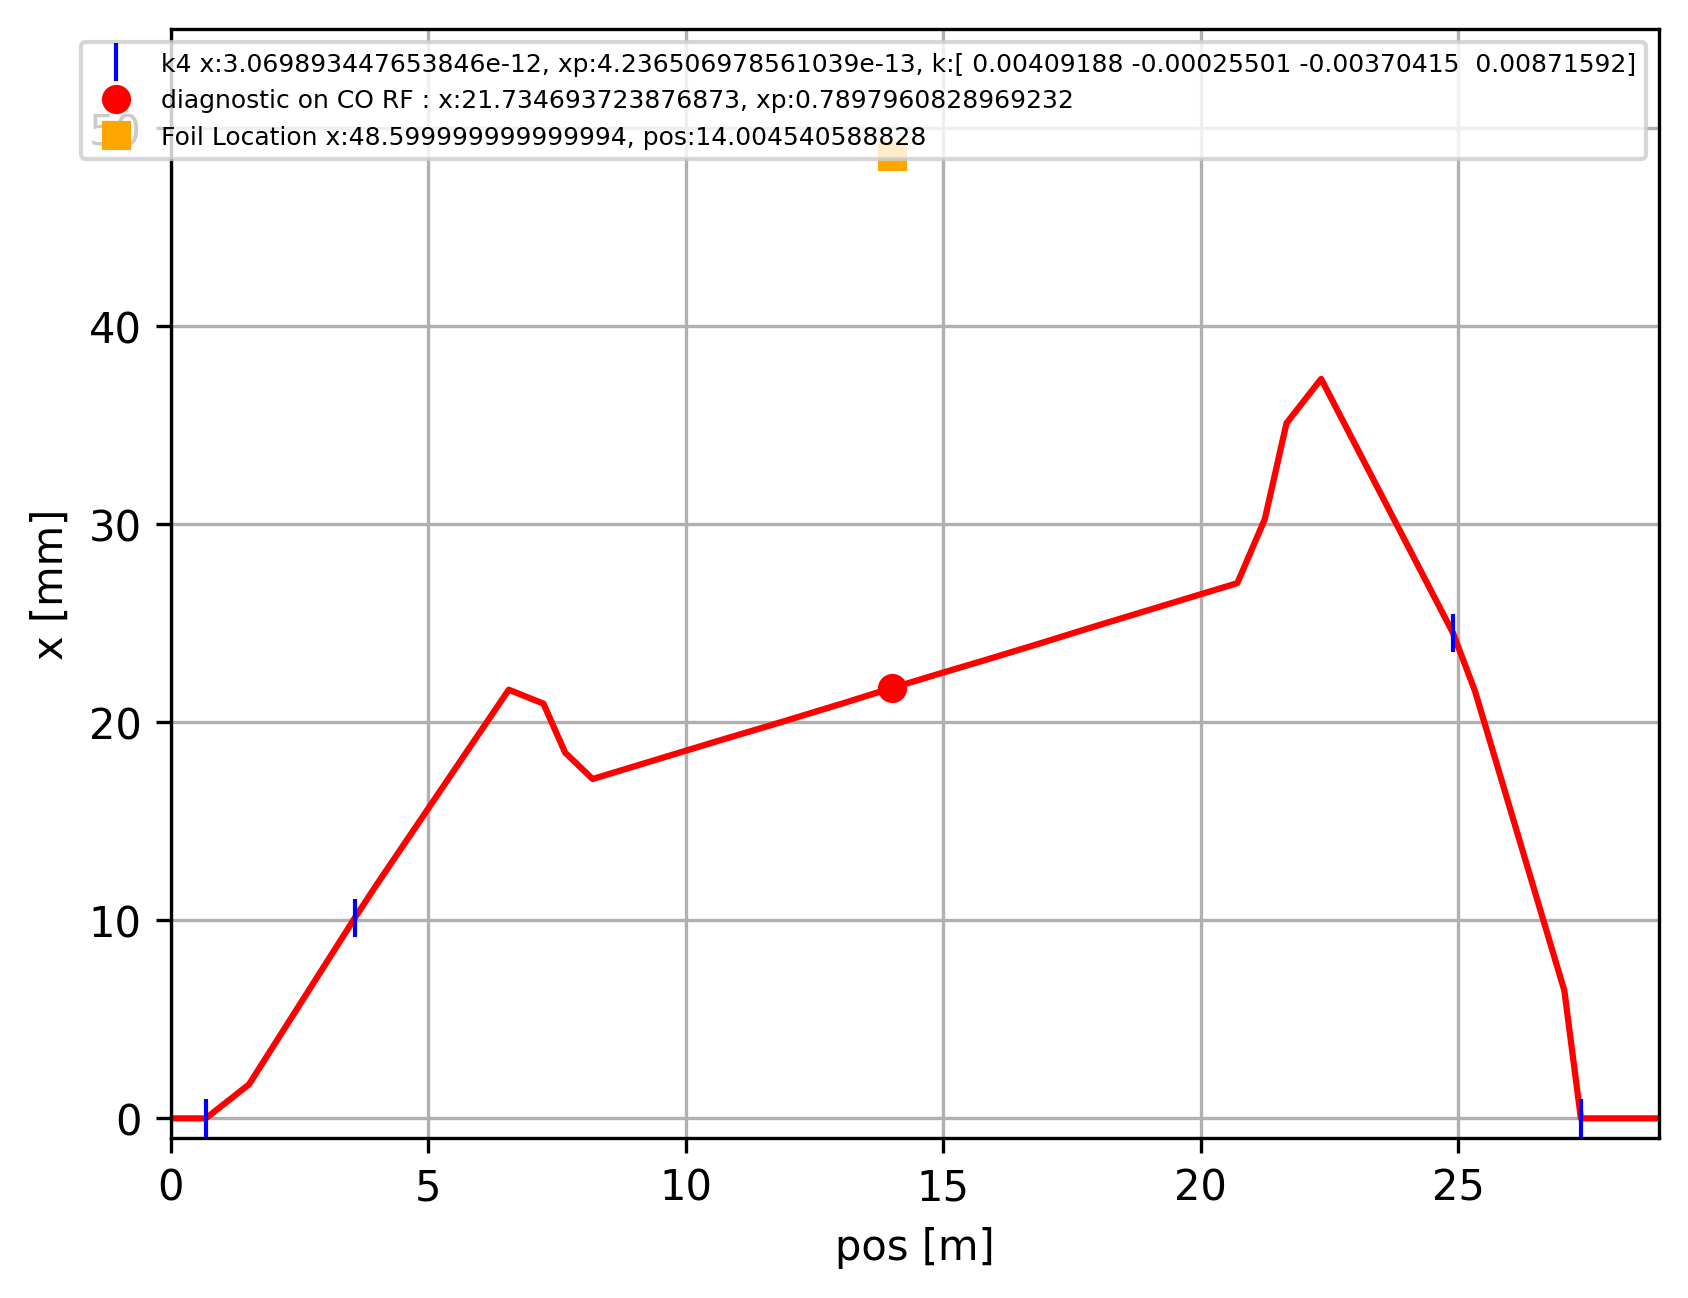 k4 x:3.069893447653846e-12, xp:4.236506978561039e-13, k:[ 0.00409188 -0.00025501 -0.00370415  0.00871592]
diagnostic on CO RF : x:21.734693723876873, xp:0.7897960828969232
Foil Location x:48.599999999999994, pos:14.004540588828
50
40
30
20
10
0
x [mm]
0 5 10 15 20 25
pos [m]